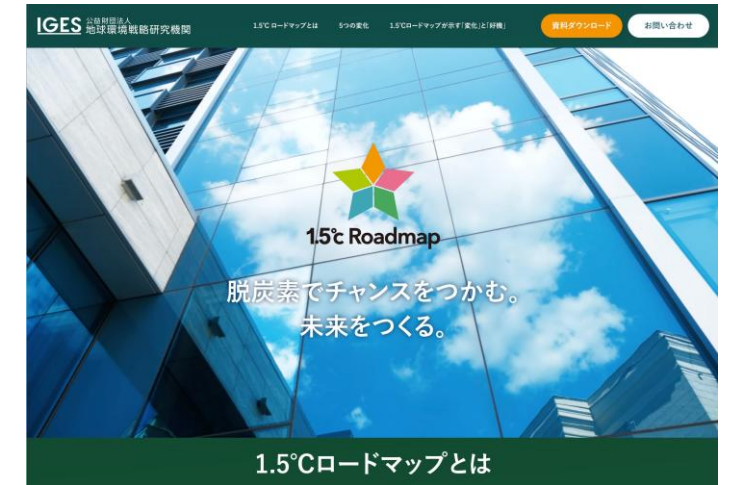 IGES 公益財団法人
地球環境戦略研究機関
1.5℃ ロードマップとは
5つの変化
1.5℃ロードマップが示す「変化」と「好機」
資料ダウンロード
お問い合わせ
1.5℃ Roadmap
脱炭素でチャンスをつかむ。
未来をつくる。
1.5℃ロードマップとは